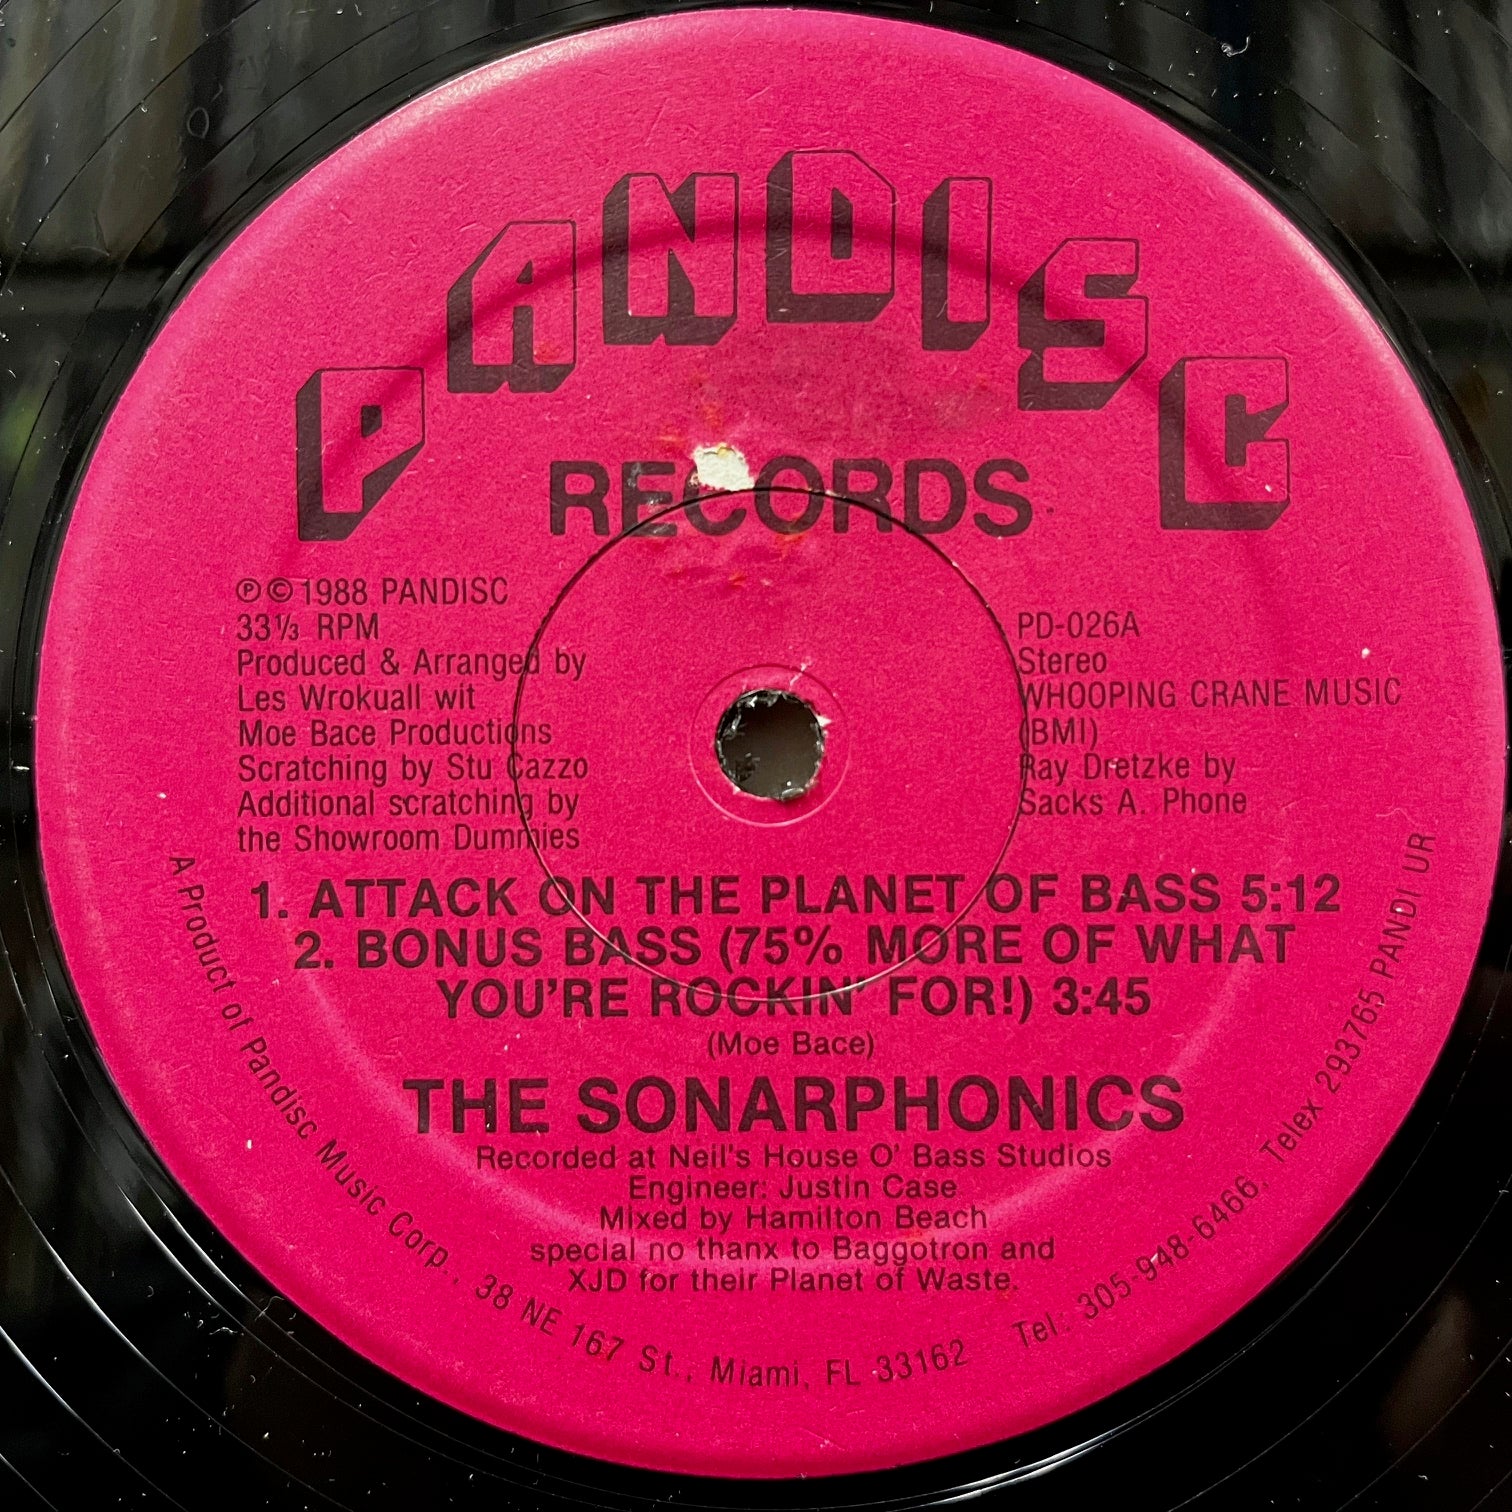 PANDISC
RECORDS
℗ © 1988 PANDISC
33⅓ RPM
Produced & Arranged by
Les Wrokuall wit
Moe Bace Productions
Scratching by Stu Cazzo
Additional scratching by
the Showroom Dummies
PD-026A
Stereo
WHOOPING CRANE MUSIC
(BMI)
Ray Dretzke by
Sacks A. Phone
1. ATTACK ON THE PLANET OF BASS 5:12
2. BONUS BASS (75% MORE OF WHAT
YOU'RE ROCKIN' FOR!) 3:45
(Moe Bace)
THE SONARPHONICS
Recorded at Neil's House O' Bass Studios
Engineer: Justin Case
Mixed by Hamilton Beach
special no thanx to Baggotron and
XJD for their Planet of Waste.
A Product of Pandisc Music Corp., 38 NE 167 St., Miami, FL 33162 Tel: 305-948-6466, Telex 293765 PANDI UR